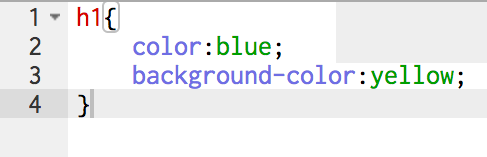 1 h1{
2     color:blue;
3     background-color:yellow;
4 }